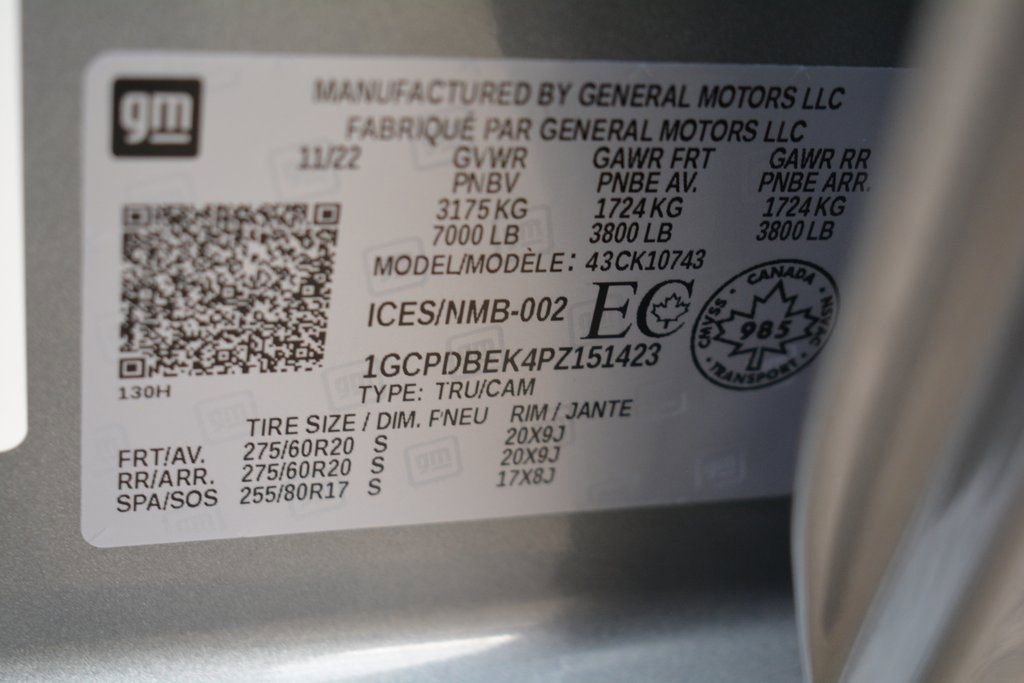 gm
MANUFACTURED BY GENERAL MOTORS LLC
FABRIQUÉ PAR GENERAL MOTORS LLC
11/22 GVWR GAWR FRT GAWR RR
PNBV PNBE AV. PNBE ARR.
3175 KG 1724 KG 1724 KG
7000 LB 3800 LB 3800 LB
MODEL/MODÈLE: 43CK10743
ICES/NMB-002 EC
CANADA
CMVSS 985 NSVAC
TRANSPORT
1GCPDBEK4PZ151423
130H
TYPE: TRU/CAM
TIRE SIZE / DIM. PNEU RIM / JANTE
FRT/AV. 275/60R20 S 20X9J
RR/ARR. 275/60R20 S 20X9J
SPA/SOS 255/80R17 S 17X8J